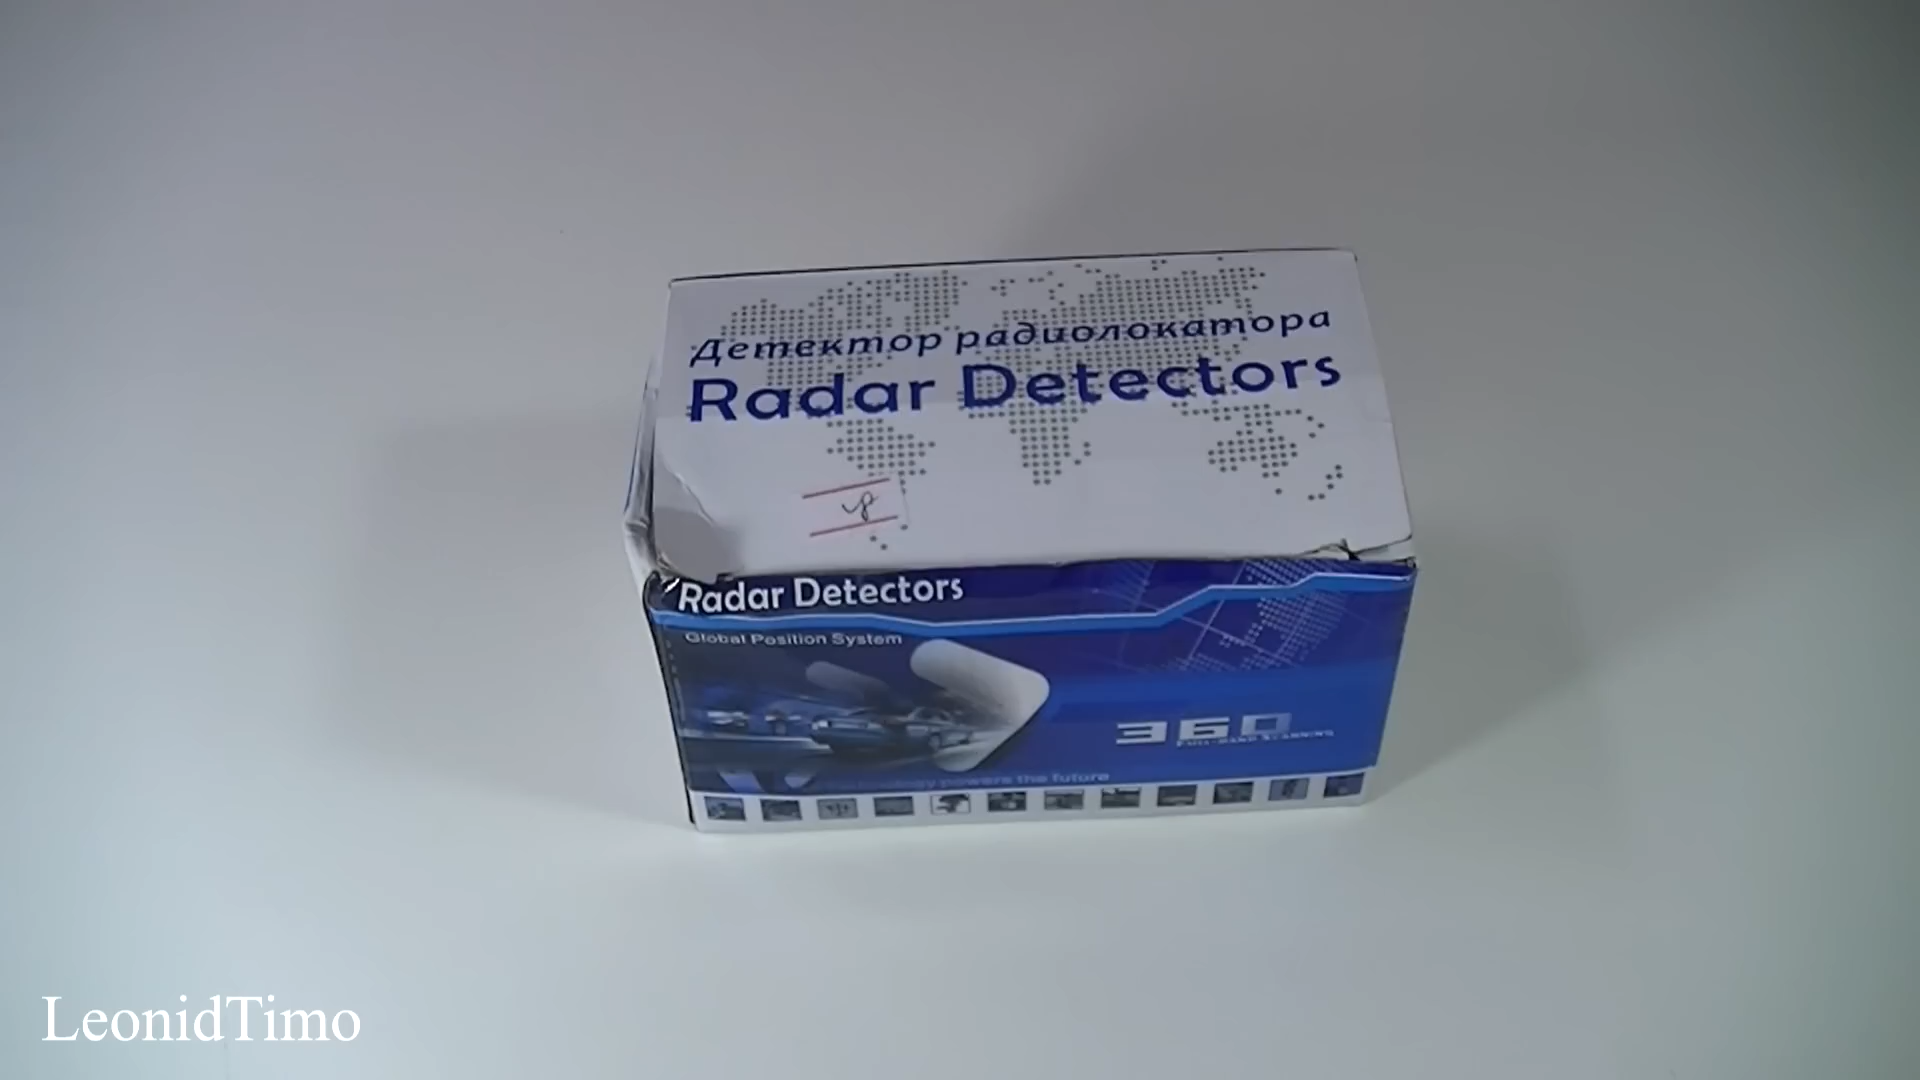 Детектор радиолокатора
Radar Detectors
Radar Detectors
Global Position System
360
powers the future
LeonidTimo